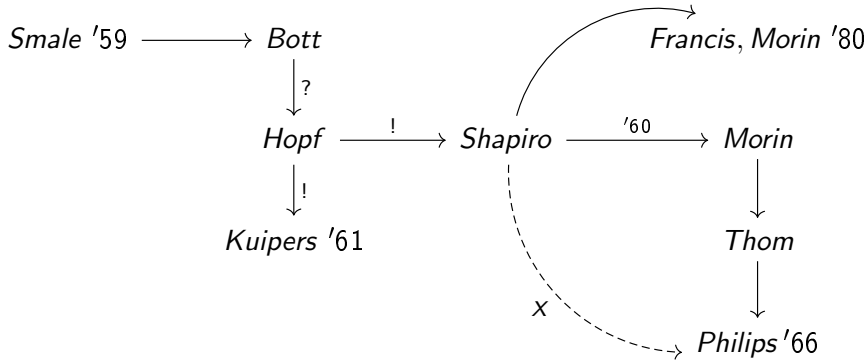 Smale '59 Bott Francis, Morin '80
?
Hopf ! Shapiro '60 Morin
!
Kuipers '61 Thom
x
Philips '66